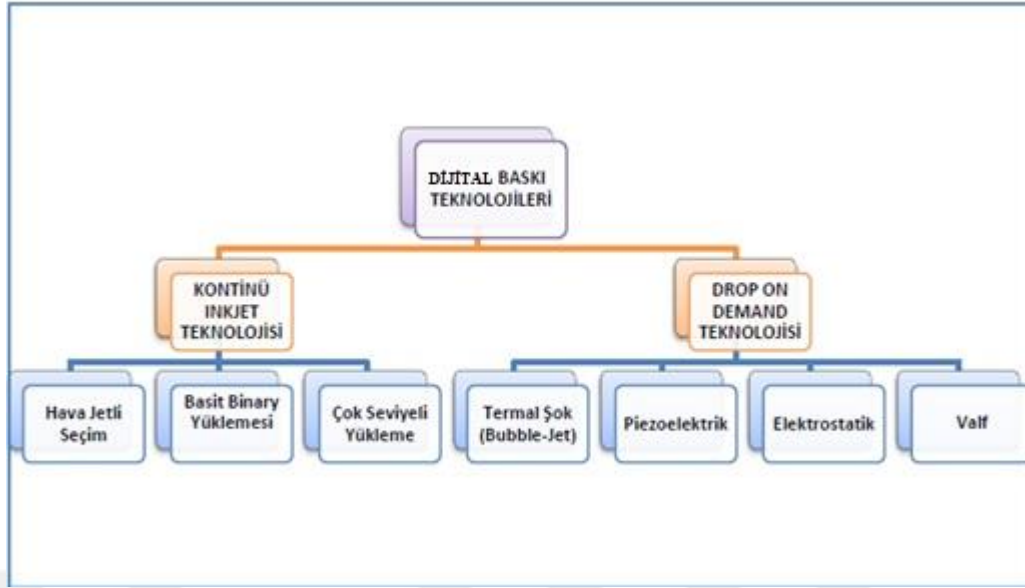 DİJİTAL BASKI
TEKNOLOJİLERİ
KONTİNÜ
INKJET
TEKNOLOJİSİ
DROP ON
DEMAND
TEKNOLOJİSİ
Hava Jetli
Seçim
Basit Binary
Yüklemesi
Çok Seviyeli
Yükleme
Termal Şok
(Bubble-Jet)
Piezoelektrik
Elektrostatik
Valf